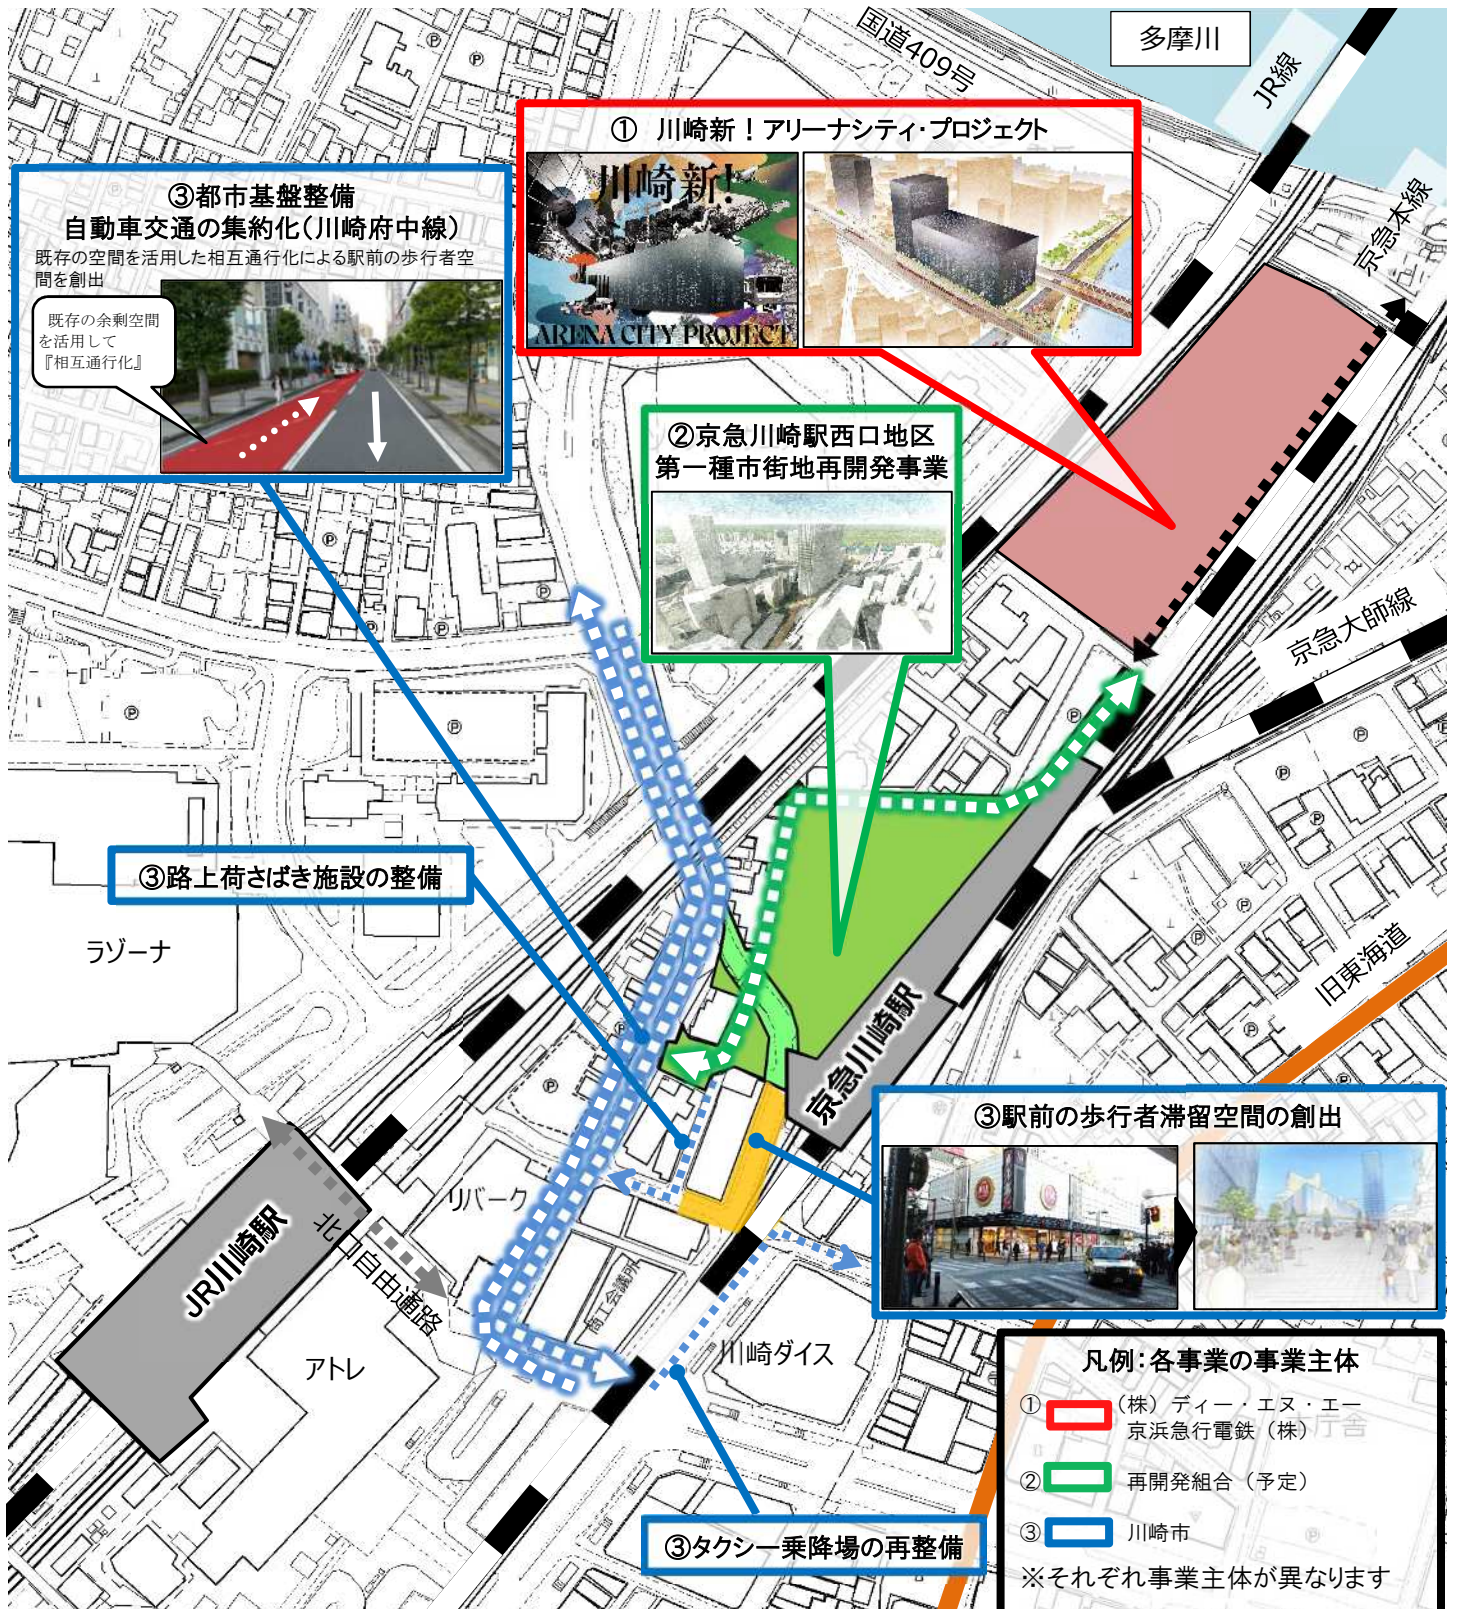 国道409号
多摩川
JR線
① 川崎新！アリーナシティ・プロジェクト
川崎新!
ARENA CITY PROJECT
京急本線
③都市基盤整備
自動車交通の集約化（川崎府中線）
既存の空間を活用した相互通行化による駅前の歩行者空
間を創出
既存の余剰空間
を活用して
『相互通行化』
②京急川崎駅西口地区
第一種市街地再開発事業
京急大師線
③路上荷さばき施設の整備
ラゾーナ
旧東海道
京急川崎駅
③駅前の歩行者滞留空間の創出
リバーク
北口自由通路
JR川崎駅
商工会議所
アトレ
川崎ダイス
③タクシー乗降場の再整備
凡例：各事業の事業主体
① （株）ディー・エヌ・エー
京浜急行電鉄（株）
庁舎
② 再開発組合（予定）
③ 川崎市
※それぞれ事業主体が異なります